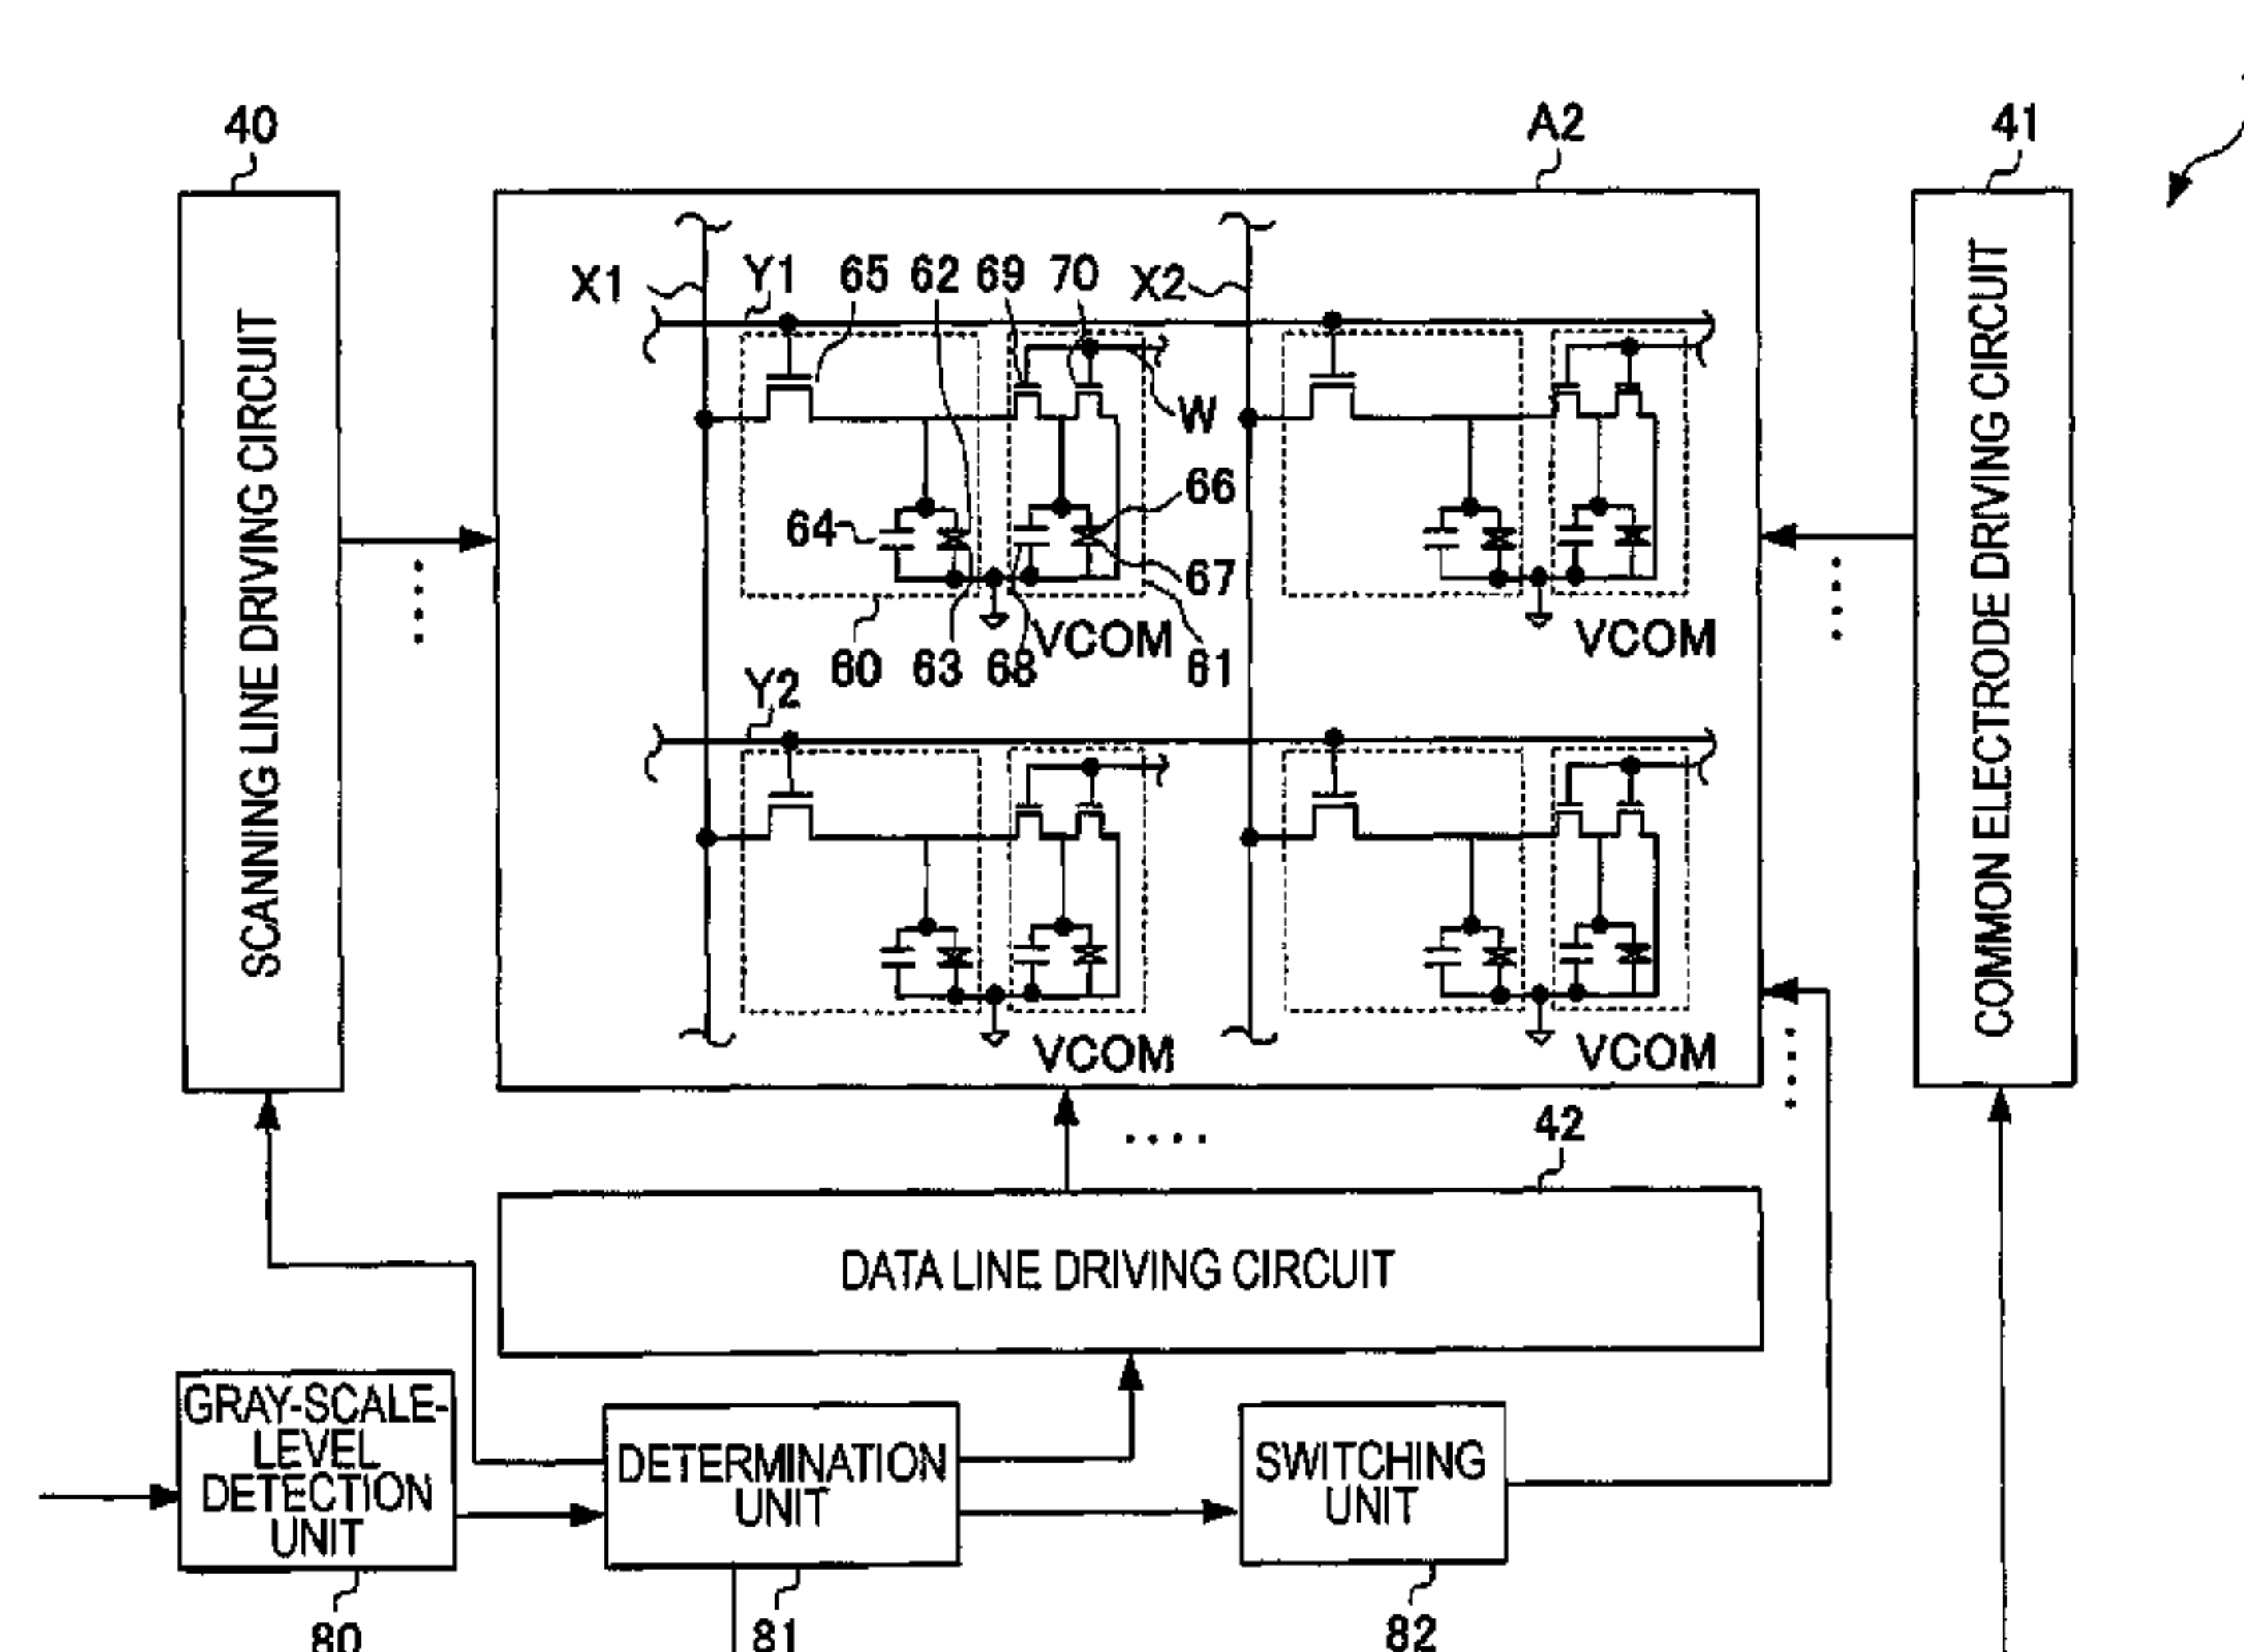 40
A2
41
X1
Y1
65
62
69
70
X2
W
66
64
67
VCOM
VCOM
60
63
68
61
Y2
VCOM
VCOM
SCANNING LINE DRIVING CIRCUIT
COMMON ELECTRODE DRIVING CIRCUIT
42
DATA LINE DRIVING CIRCUIT
GRAY-SCALE-
LEVEL
DETECTION
UNIT
DETERMINATION
UNIT
SWITCHING
UNIT
80
81
82